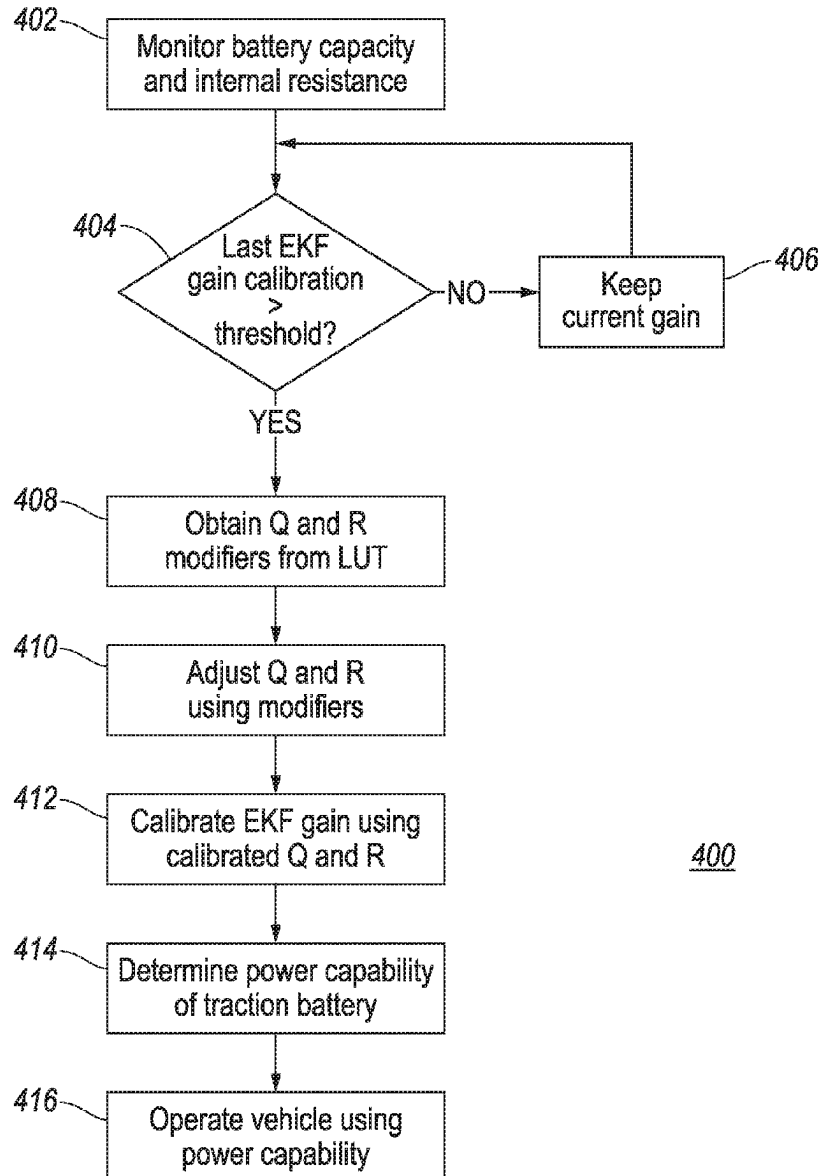 402
Monitor battery capacity
and internal resistance
404
Last EKF
gain calibration
>
threshold?
NO
406
Keep
current gain
YES
408
Obtain Q and R
modifiers from LUT
410
Adjust Q and R
using modifiers
412
Calibrate EKF gain using
calibrated Q and R
400
414
Determine power capability
of traction battery
416
Operate vehicle using
power capability